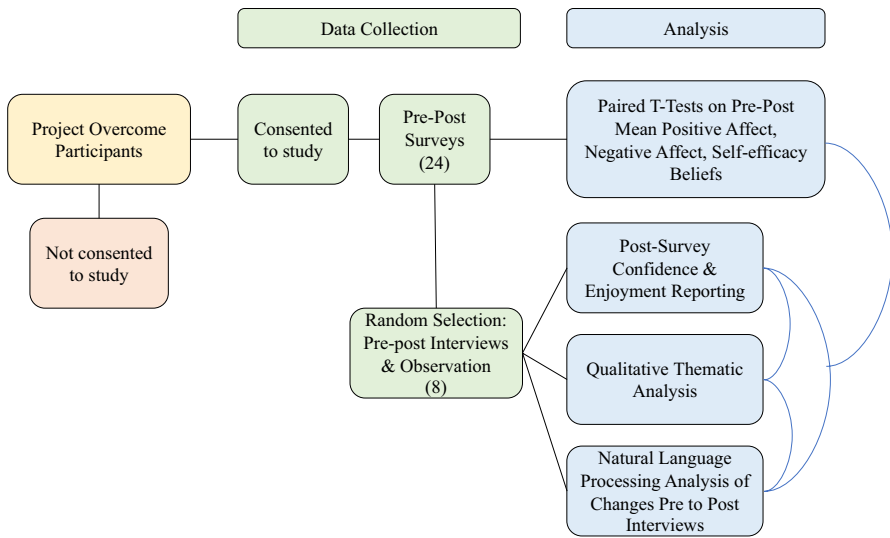 Data Collection
Analysis
Project Overcome
Participants
Consented
to study
Pre-Post
Surveys
(24)
Paired T-Tests on Pre-Post
Mean Positive Affect,
Negative Affect, Self-efficacy
Beliefs
Not consented
to study
Random Selection:
Pre-post Interviews
& Observation
(8)
Post-Survey
Confidence &
Enjoyment Reporting
Qualitative Thematic
Analysis
Natural Language
Processing Analysis of
Changes Pre to Post
Interviews